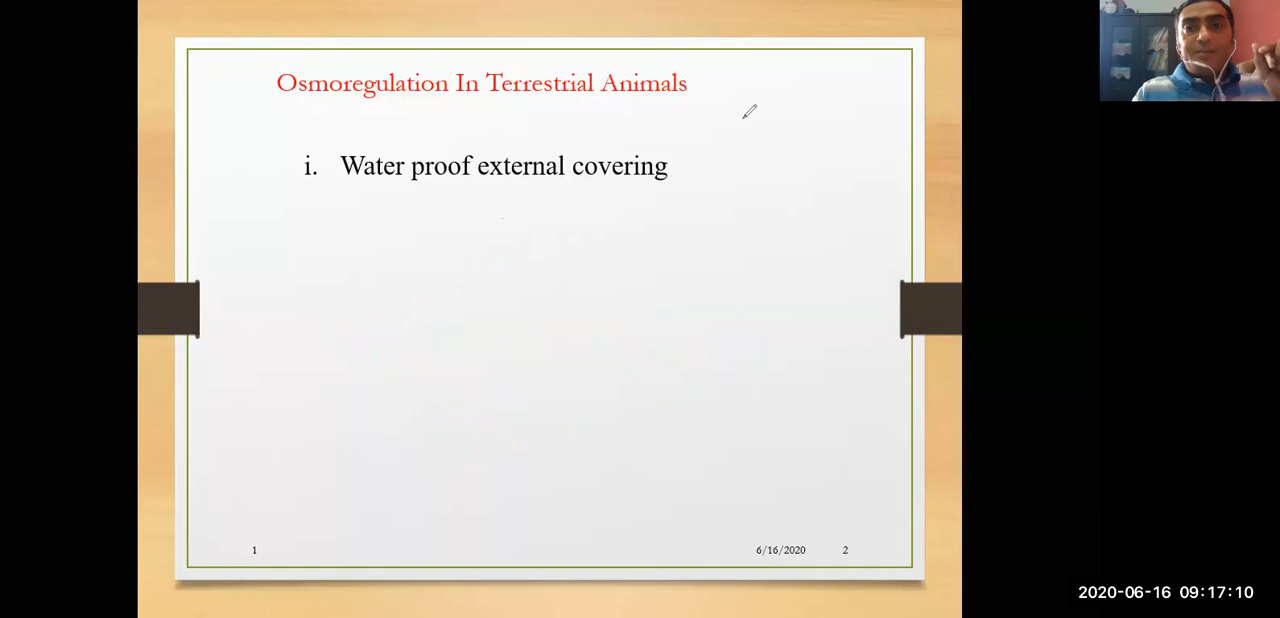 Osmoregulation In Terrestrial Animals
i. Water proof external covering
1 6/16/2020 2
2020-06-16 09:17:10